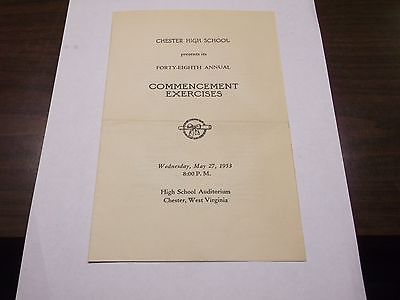 CHESTER HIGH SCHOOL
presents its
FORTY-EIGHTH ANNUAL
COMMENCEMENT
EXERCISES
Wednesday, May 27, 1953
8:00 P. M.
High School Auditorium
Chester, West Virginia